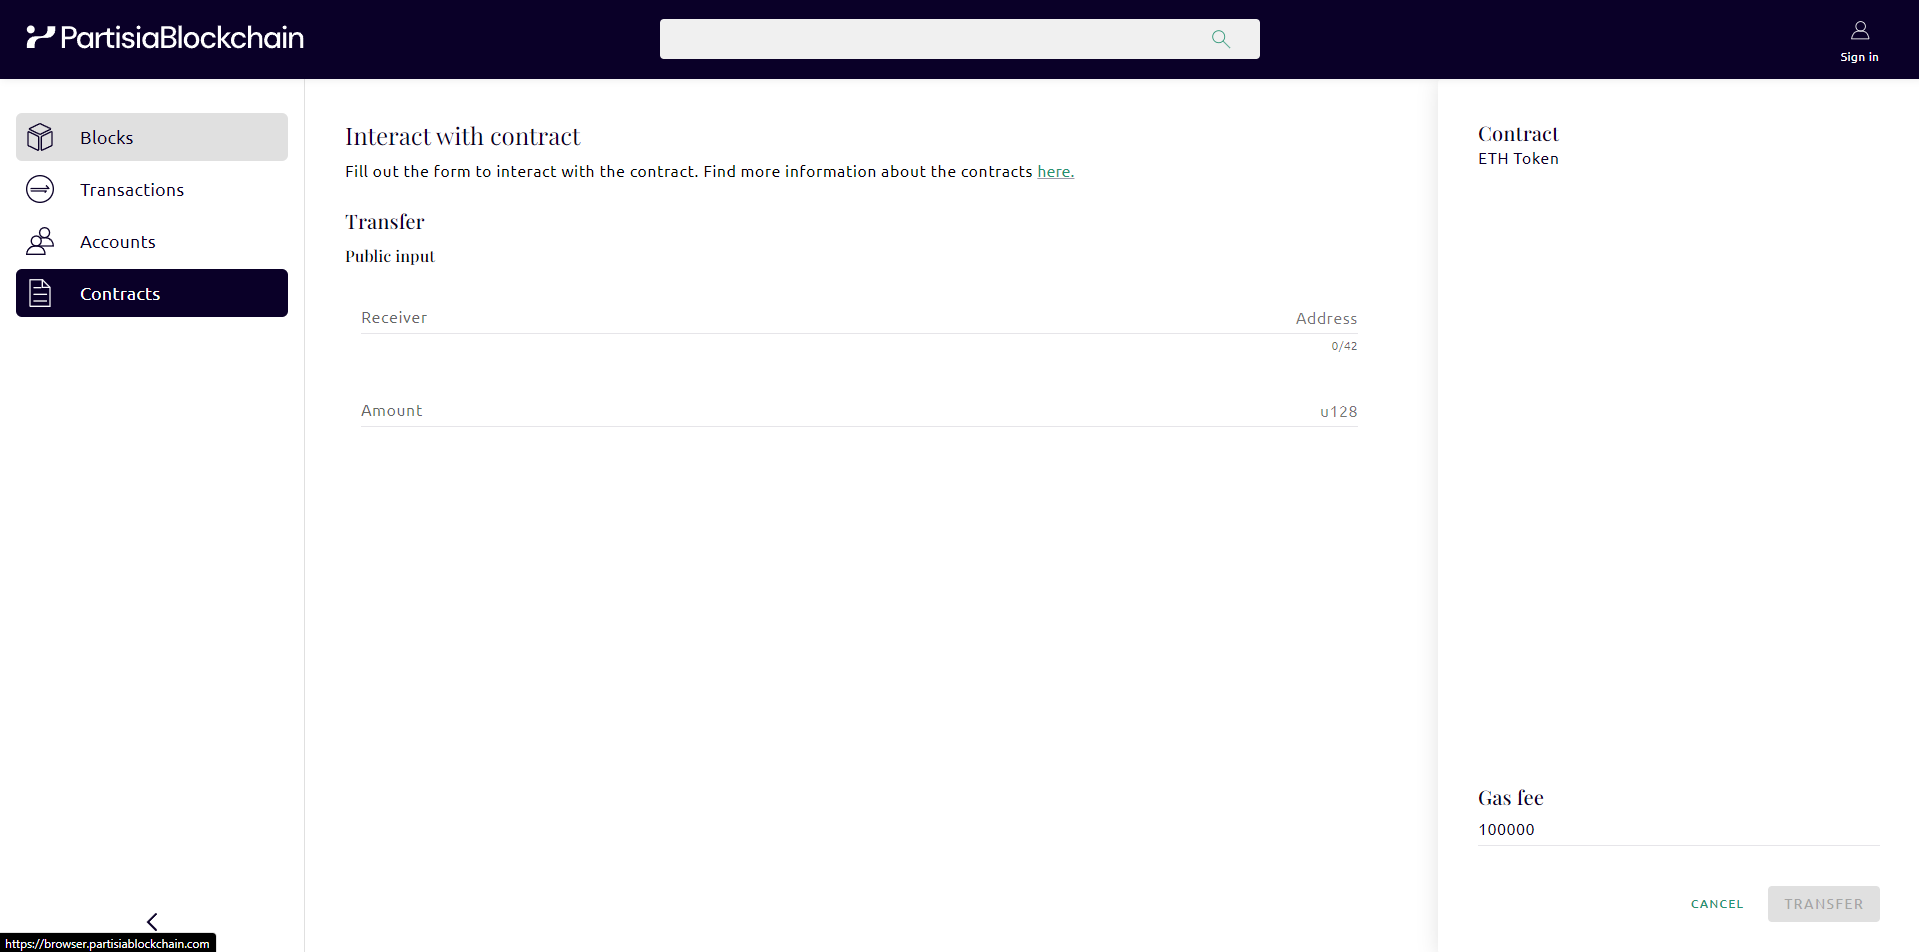 PartisiaBlockchain
Sign in
Blocks
Transactions
Accounts
Contracts
Interact with contract
Fill out the form to interact with the contract. Find more information about the contracts here.
Transfer
Public input
Receiver
Address
0/42
Amount
u128
Contract
ETH Token
Gas fee
100000
CANCEL
TRANSFER
https://browser.partisiablockchain.com